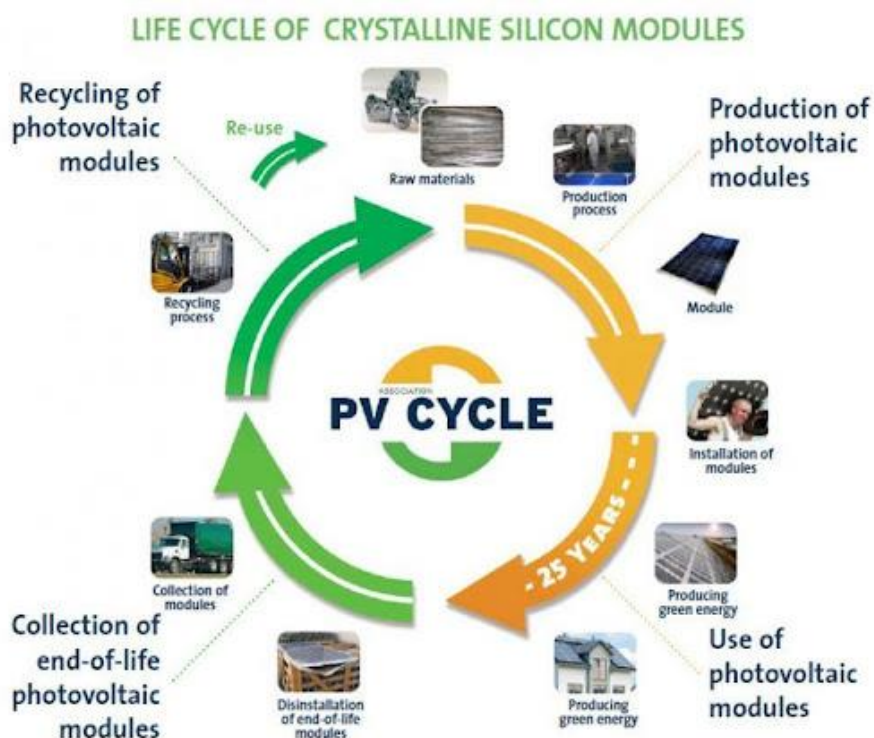 LIFE CYCLE OF CRYSTALLINE SILICON MODULES
Recycling of
photovoltaic
modules
Re-use
Raw materials
Production
process
Production of
photovoltaic
modules
Module
Recycling
process
ASSOCIATION
PV CYCLE
Installation of
modules
- 25 YEARS - - -
Producing
green energy
Collection of
modules
Collection of
end-of-life
photovoltaic
modules
Disinstallation
of end-of-life
modules
Producing
green energy
Use of
photovoltaic
modules